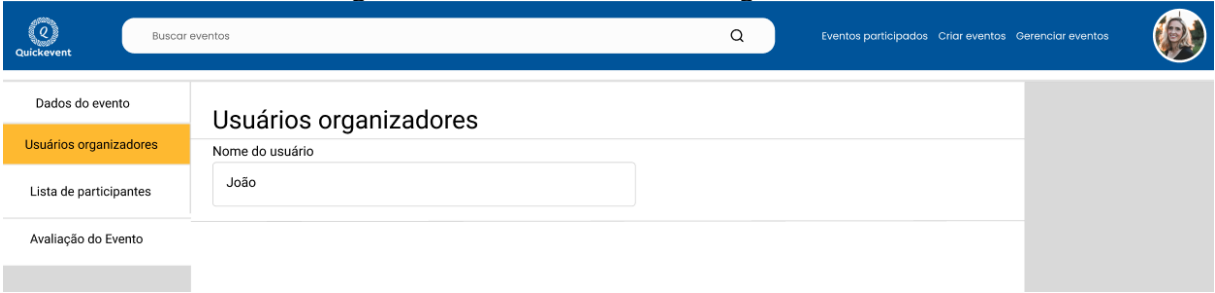 Quickevent
Buscar eventos
Eventos participados Criar eventos Gerenciar eventos
Dados do evento
Usuários organizadores
Lista de participantes
Avaliação do Evento
Usuários organizadores
Nome do usuário
João